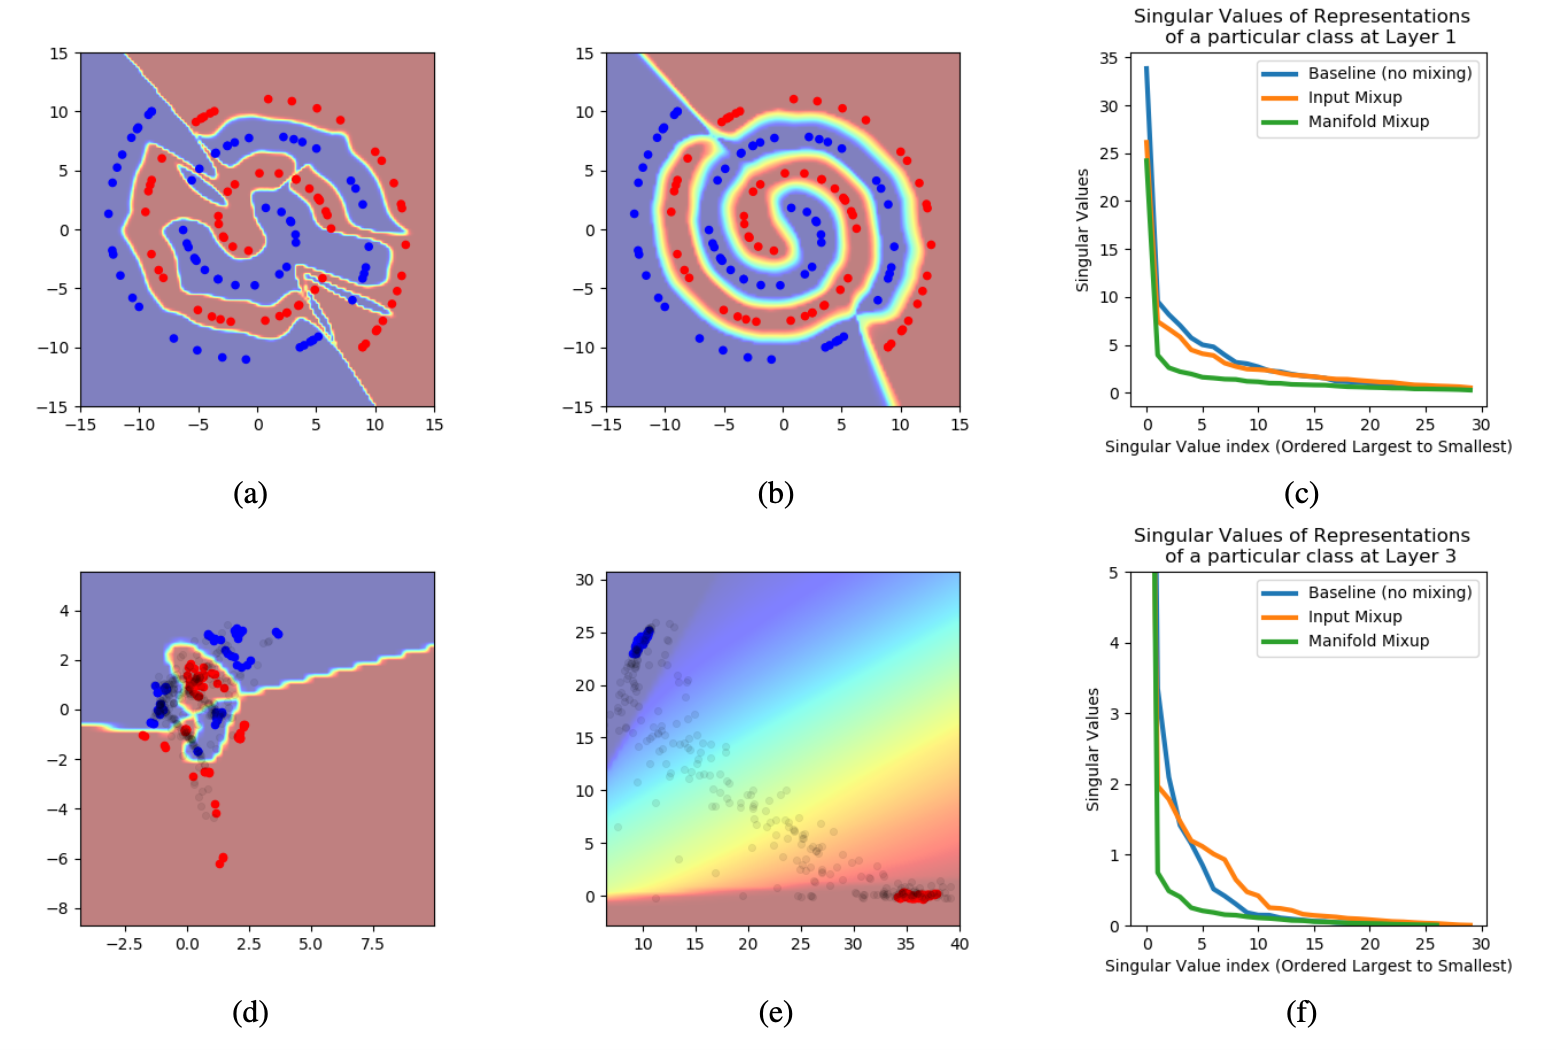 15
10
5
0
−5
−10
−15
−15 −10 −5 0 5 10 15
(a)
15
10
5
0
−5
−10
−15
−15 −10 −5 0 5 10 15
(b)
Singular Values of Representations
of a particular class at Layer 1
Baseline (no mixing)
Input Mixup
Manifold Mixup
Singular Values
35
30
25
20
15
10
5
0
0 5 10 15 20 25 30
Singular Value index (Ordered Largest to Smallest)
(c)
4
2
0
−2
−4
−6
−8
−2.5 0.0 2.5 5.0 7.5
(d)
30
25
20
15
10
5
0
10 15 20 25 30 35 40
(e)
Singular Values of Representations
of a particular class at Layer 3
Baseline (no mixing)
Input Mixup
Manifold Mixup
Singular Values
5
4
3
2
1
0
0 5 10 15 20 25 30
Singular Value index (Ordered Largest to Smallest)
(f)